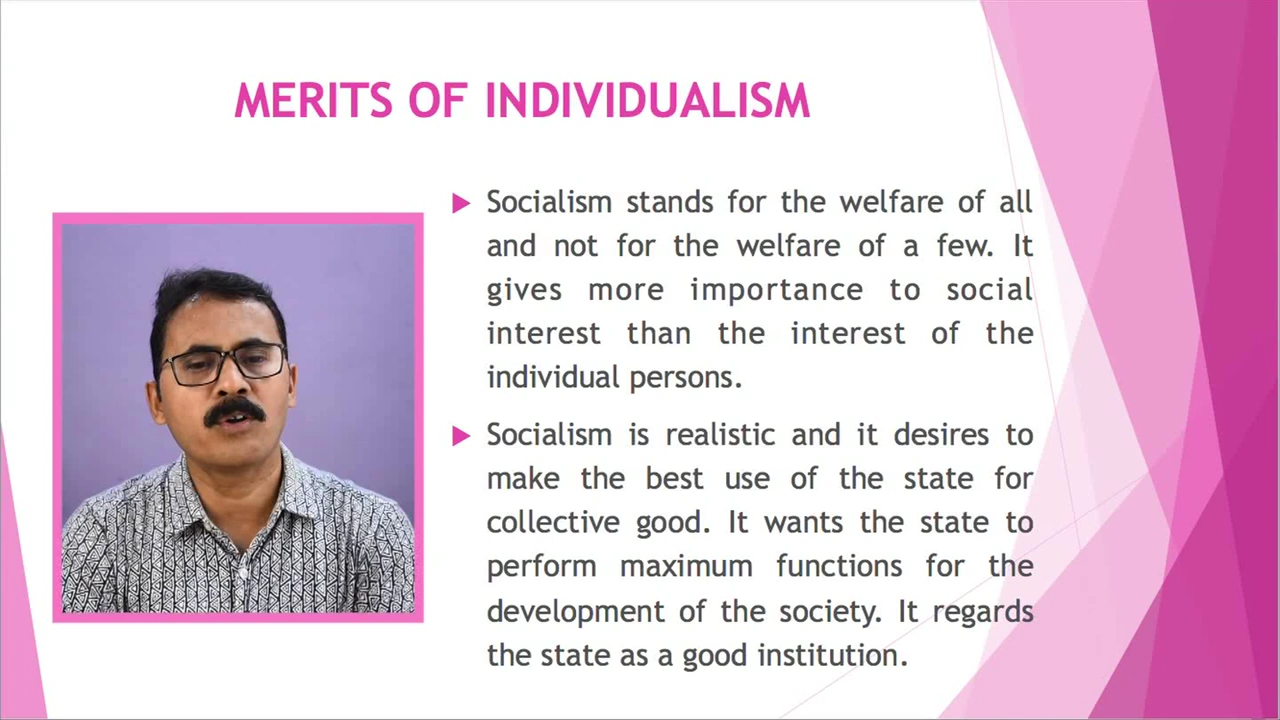 MERITS OF INDIVIDUALISM
Socialism stands for the welfare of all
and not for the welfare of a few. It
gives more importance to social
interest than the interest of the
individual persons.
Socialism is realistic and it desires to
make the best use of the state for
collective good. It wants the state to
perform maximum functions for the
development of the society. It regards
the state as a good institution.